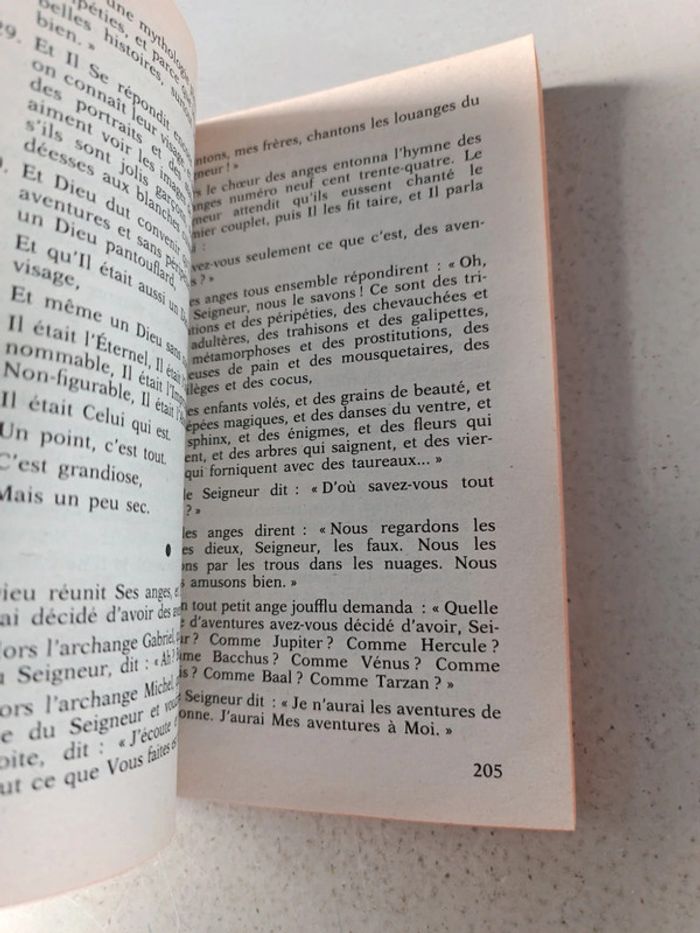 une mythologie
péties, et parce que
belles histoires, surtout
bien. »
29. Et Il Se répondit encore
on connaît leur visage,
des portraits et des
aiment voir les images
s'ils sont jolis garçons
déesses aux blanches
Et Dieu dut convenir
aventures et sans péripé
un Dieu pantouflard.
Et qu'Il était aussi un Dieu
visage,
Et même un Dieu sans
Il était l'Éternel, Il était
nommable, Il était l'Im
Non-figurable, Il était
Il était Celui qui est.
Un point, c'est tout.
C'est grandiose,
Mais un peu sec.
ieu réunit Ses anges, et
ai décidé d'avoir des
lors l'archange Gabriel,
u Seigneur, dit : « Ah !
lors l'archange Michel,
e du Seigneur et
oite, dit : « J'écoute
ut ce que Vous faites es
ntons, mes frères, chantons les louanges du
gneur ! »
rs le chœur des anges entonna l'hymne des
anges numéro neuf cent trente-quatre. Le
neur attendit qu'ils eussent chanté le
nier couplet, puis Il les fit taire, et Il parla
:
vez-vous seulement ce que c'est, des aven-
s ? »
es anges tous ensemble répondirent : « Oh,
Seigneur, nous le savons ! Ce sont des tri-
tions et des péripéties, des chevauchées et
adultères, des trahisons et des galipettes,
métamorphoses et des prostitutions, des
euses de pain et des mousquetaires, des
ilèges et des cocus,
es enfants volés, et des grains de beauté, et
épées magiques, et des danses du ventre, et
sphinx, et des énigmes, et des fleurs qui
ent, et des arbres qui saignent, et des vier-
qui forniquent avec des taureaux... »
le Seigneur dit : « D'où savez-vous tout
? »
les anges dirent : « Nous regardons les
es dieux, Seigneur, les faux. Nous les
ons par les trous dans les nuages. Nous
s amusons bien. »
n tout petit ange joufflu demanda : « Quelle
e d'aventures avez-vous décidé d'avoir, Sei-
ur ? Comme Jupiter ? Comme Hercule ?
me Bacchus ? Comme Vénus ? Comme
is ? Comme Baal ? Comme Tarzan ? »
Seigneur dit : « Je n'aurai les aventures de
onne. J'aurai Mes aventures à Moi. »
205